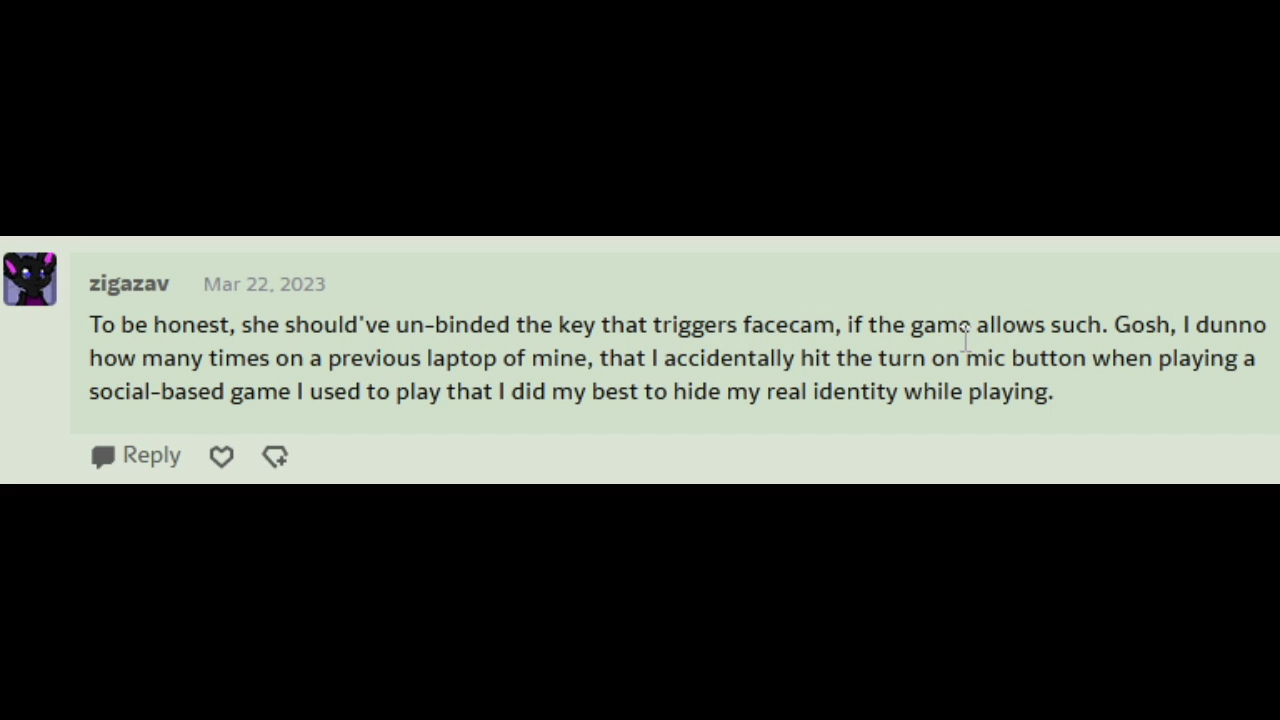 zigazav Mar 22, 2023
To be honest, she should've un-binded the key that triggers facecam, if the game allows such. Gosh, I dunno
how many times on a previous laptop of mine, that I accidentally hit the turn on mic button when playing a
social-based game I used to play that I did my best to hide my real identity while playing.
Reply